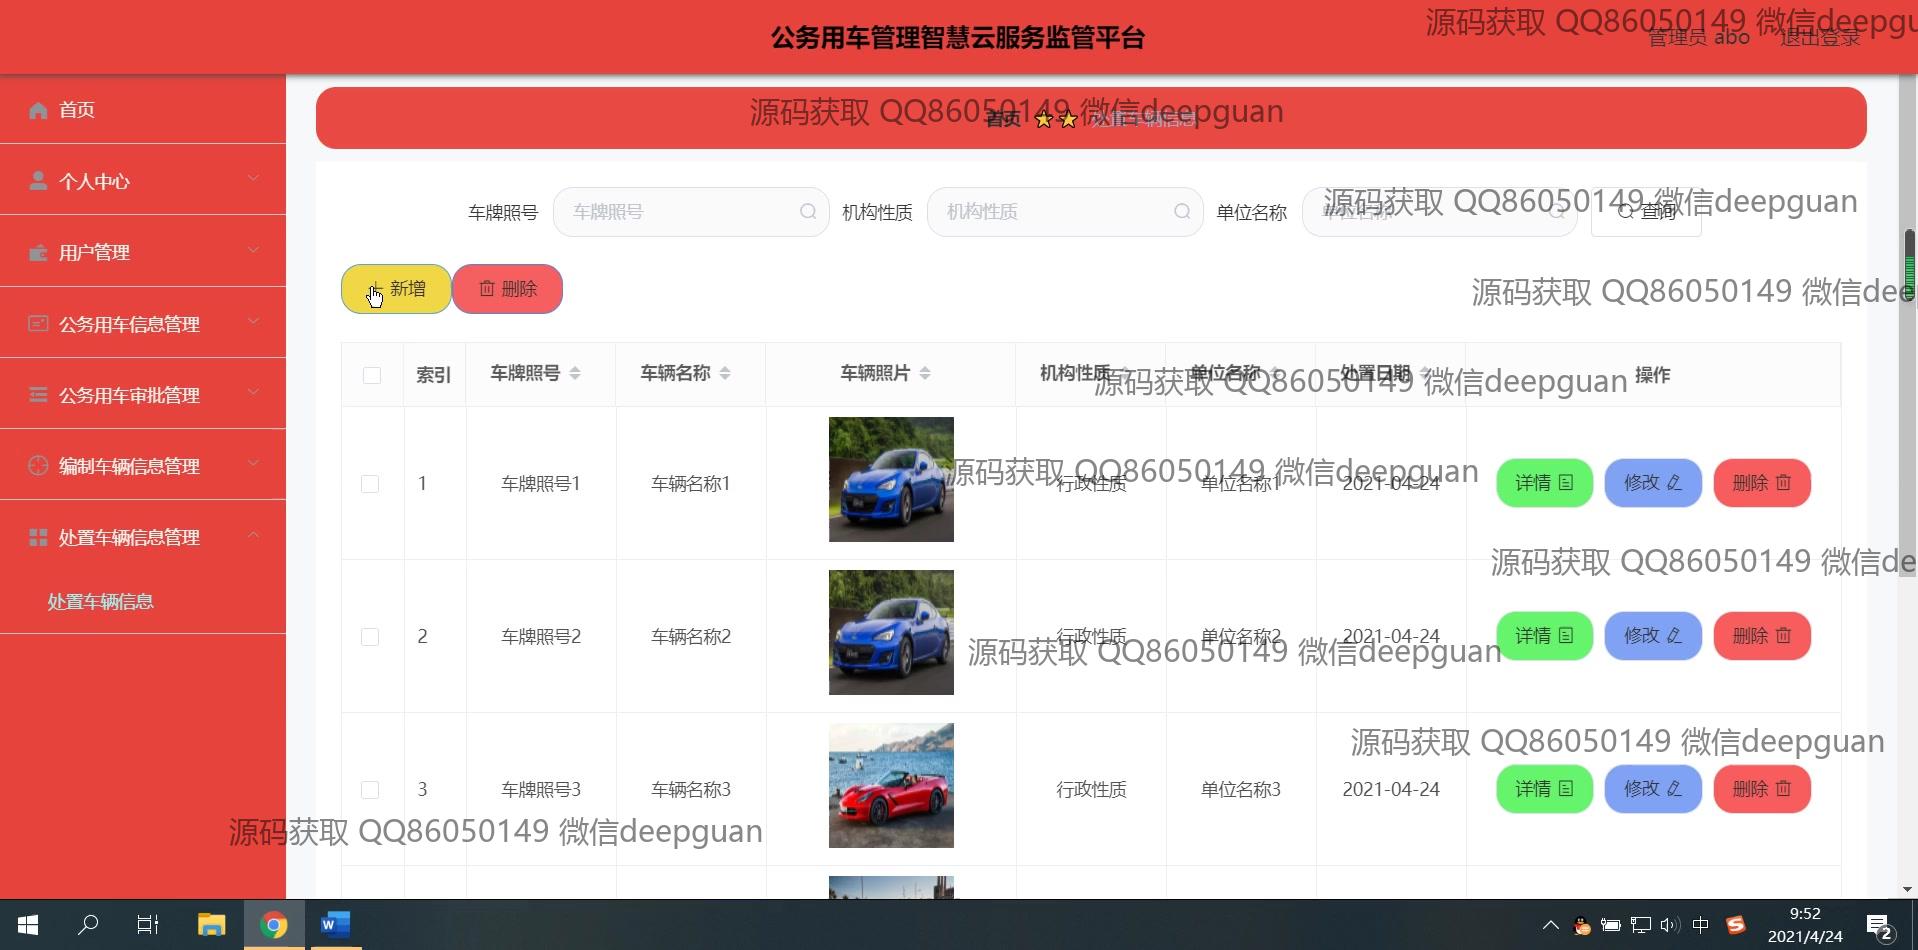 公务用车管理智慧云服务监管平台
源码获取 QQ86050149 微信deepgu
管理员 abo 退出登录
首页
个人中心
用户管理
公务用车信息管理
公务用车审批管理
编制车辆信息管理
处置车辆信息管理
处置车辆信息
源码获取 QQ86050149 微信deepguan
首页 处置车辆信息
车牌照号 车牌照号 机构性质 机构性质 单位名称 单位名称 查询
源码获取 QQ86050149 微信deepguan
新增 删除
源码获取 QQ86050149 微信dee
索引 车牌照号 车辆名称 车辆照片 机构性质 单位名称 处置日期 操作
源码获取 QQ86050149 微信deepguan
1 车牌照号1 车辆名称1 行政性质 单位名称1 2021-04-24 详情 修改 删除
源码获取 QQ86050149 微信deepguan
源码获取 QQ86050149 微信de
2 车牌照号2 车辆名称2 行政性质 单位名称2 2021-04-24 详情 修改 删除
源码获取 QQ86050149 微信deepguan
源码获取 QQ86050149 微信deepguan
3 车牌照号3 车辆名称3 行政性质 单位名称3 2021-04-24 详情 修改 删除
源码获取 QQ86050149 微信deepguan
中 9:52
2021/4/24
2